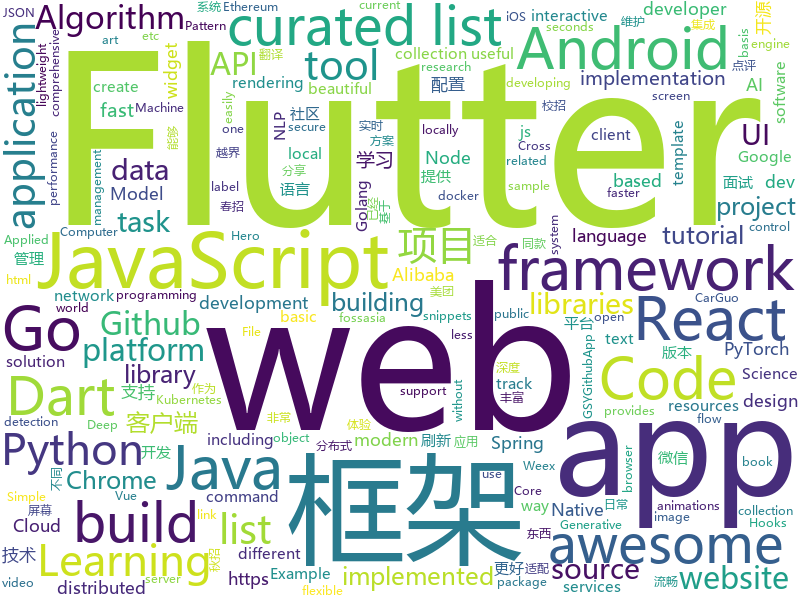 JSON
Algorithm
curated list
系统 Ethereum
Pattern
current
iOS interactive
developer
维护
集成
开源
lightweight
comprehensive
art
etc
widget
API
tool
翻译
seconds
Android
collection useful
basis
engine
点评
create
rendering
beautiful
research
developing
implementation
AI
software
application
fast
Machine
NLP
社区
easily
实时
配置
校招
screen
Flutter
performance
management
能够
越界
one
secure
方案
js
Cross
client
related
template
UI
Google
data
local
学习
Node
locally
提供
based
面试
dev
春招
语言
Golang
分享
已经
基于
docker
sample
faster
project
Model
task
label
Applied
Computer
Hero
JavaScript
项目
language
同款
适合
tutorial
control
管理
Alibaba
system
framework
html
network
programming
美团
libraries
CarGuo
Go
Github
development
building
basic
snippets
public
world
fossasia
平台
open
React
solution
platform
File
less
web
GSYGithubApp
text
版本
PyTorch
library
Kubernetes
作为
深度
丰富
Code
Science
Dart
支持
客户端
support
without
resources
design
detection
Deep
非常
体验
app
track
provides
flow
Python
开发
including
分布式
object
modern
刷新
应用
Spring
微信
browser
book
Chrome
Java
框架
Weex
不同
Vue
command
Core
way
日常
Native
animations
Cloud
build
list
different
use
东西
Generative
image
collection
技术
Simple
屏幕
link
Example
更好
适配
Hooks
Learning
秋招
https
awesome
video
distributed
server
flexible
implemented
package
source
services
流畅
website